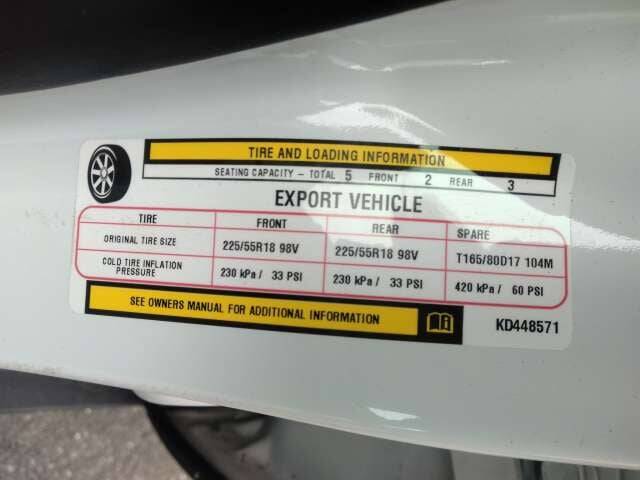 TIRE AND LOADING INFORMATION
SEATING CAPACITY - TOTAL 5 FRONT 2 REAR 3
EXPORT VEHICLE
TIRE FRONT REAR SPARE
ORIGINAL TIRE SIZE 225/55R18 98V 225/55R18 98V T165/80D17 104M
COLD TIRE INFLATION PRESSURE 230 kPa / 33 PSI 230 kPa / 33 PSI 420 kPa / 60 PSI
SEE OWNERS MANUAL FOR ADDITIONAL INFORMATION
KD448571